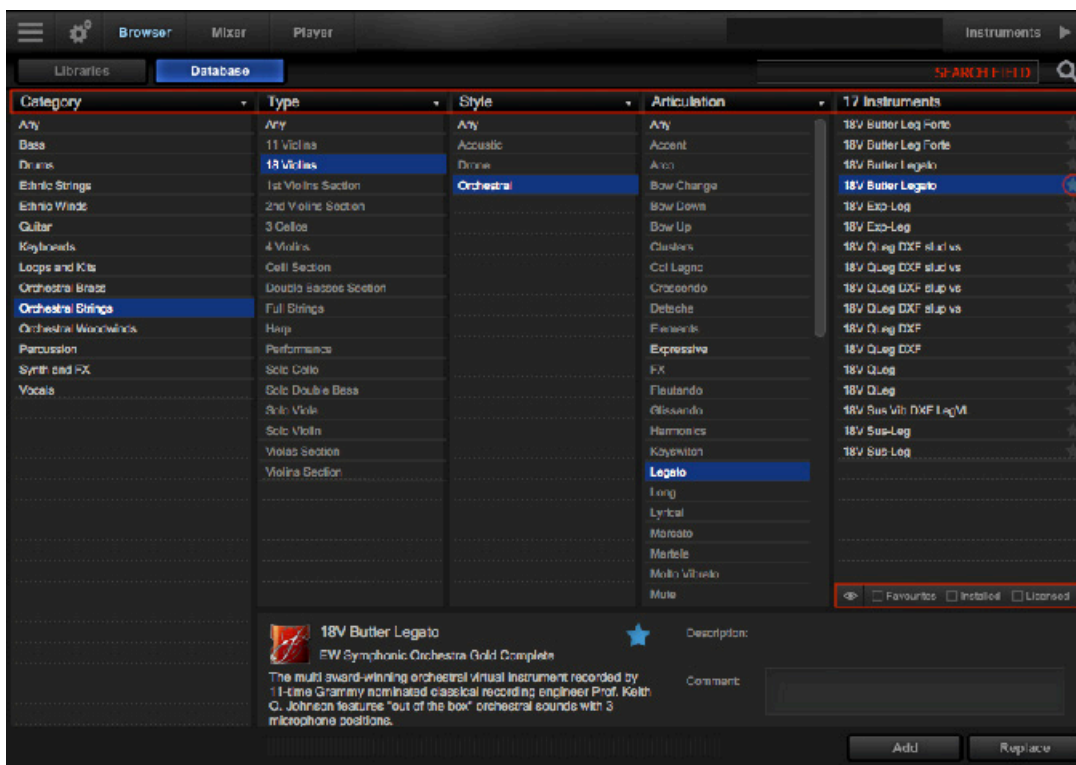 Browser Mixer Player Instruments
Libraries Database SEARCH FIELD
Category Type Style Articulation 17 Instruments
Any
Bass
Drums
Ethnic Strings
Ethnic Winds
Guitar
Keyboards
Loops and Kits
Orchestral Brass
Orchestral Strings
Orchestral Woodwinds
Percussion
Synth and FX
Vocals
Any
11 Violins
18 Violins
1st Violins Section
2nd Violins Section
3 Cellos
4 Violins
Celli Section
Double Basses Section
Full Strings
Harp
Performance
Solo Cello
Solo Double Bass
Solo Viola
Solo Violin
Violas Section
Violins Section
Any
Acoustic
Drone
Orchestral
Any
Accent
Arco
Bow Change
Bow Down
Bow Up
Clusters
Col Legno
Crescendo
Detache
Elements
Expressive
FX
Flautando
Glissando
Harmonics
Keyswitch
Legato
Long
Lyrical
Marcato
Martele
Molto Vibrato
Mute
18V Butter Leg Forte
18V Butter Leg Forte
18V Butter Legato
18V Butter Legato
18V Exp-Leg
18V Exp-Leg
18V QLeg DXF slud vs
18V QLeg DXF slud vs
18V QLeg DXF slup vs
18V QLeg DXF slup vs
18V QLeg DXF
18V QLeg DXF
18V QLeg
18V QLeg
18V Sus Vib DXF LegVL
18V Sus-Leg
18V Sus-Leg
Favourites Installed Licensed
18V Butter Legato
EW Symphonic Orchestra Gold Complete
The multi award-winning orchestral virtual instrument recorded by
11-time Grammy nominated classical recording engineer Prof. Keith
O. Johnson features "out of the box" orchestral sounds with 3
microphone positions.
Description:
Comment:
Add Replace